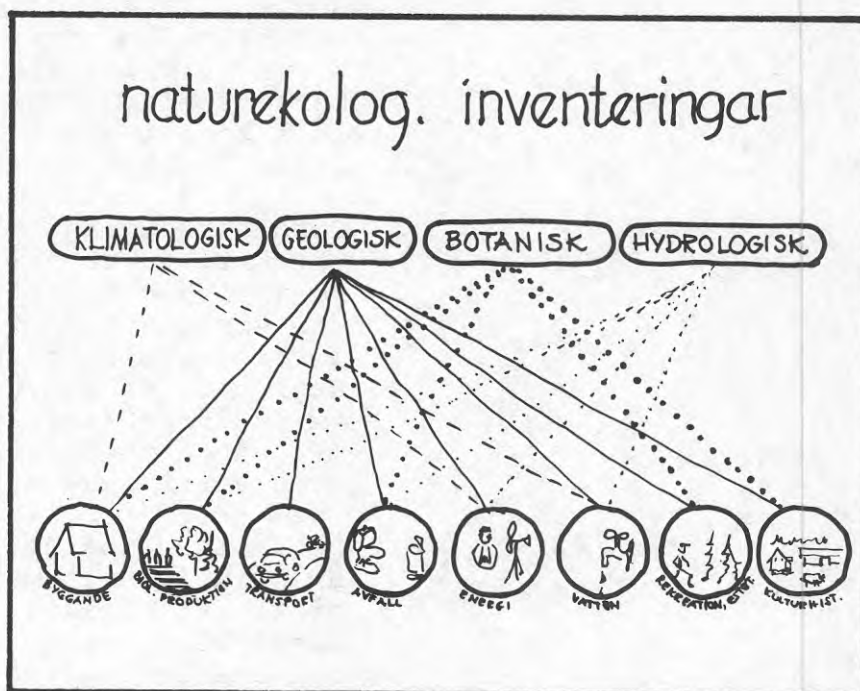 naturekolog. inventeringar
KLIMATOLOGISK GEOLOGISK BOTANISK HYDROLOGISK
BYGGANDE BIOL. PRODUKTION TRANSPORT AVFALL ENERGI VATTEN REKREATION, ESTET. KULTURHIST.